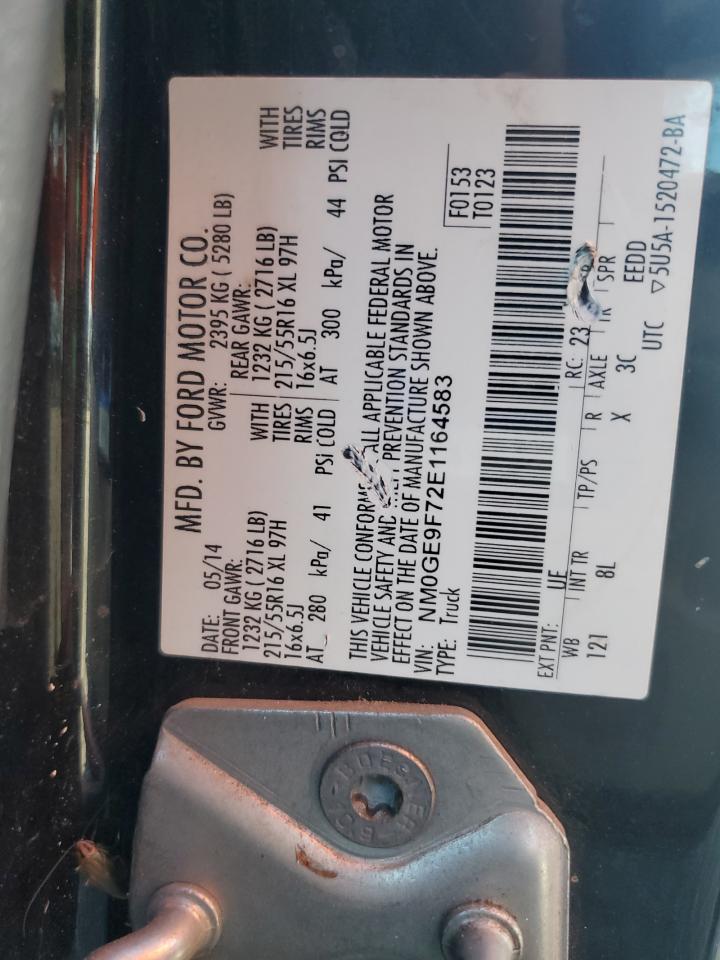 MFD. BY FORD MOTOR CO.
DATE: 05/14 GVWR: 2395 KG ( 5280 LB)
FRONT GAWR: REAR GAWR:
1232 KG ( 2716 LB) WITH 1232 KG ( 2716 LB) WITH
215/55R16 XL 97H TIRES 215/55R16 XL 97H TIRES
16x6.5J RIMS 16x6.5J RIMS
AT 280 kPa/ 41 PSi COLD AT 300 kPa/ 44 PSI COLD
THIS VEHICLE ALL APPLICABLE FEDERAL MOTOR
VEHICLE SAFETY AND PREVENTION STANDARDS IN
EFFECT ON THE DATE OF MANUFACTURE SHOWN ABOVE.
VIN: NM0GE9F72E1164583 F0153
TYPE: Truck T0123
EXT PNT: UE RC: 23
WB INT TR TP/PS R AXLE TR SPR
121 8L X 3C EEDD
UTC ▽5U5A-1520472-BA